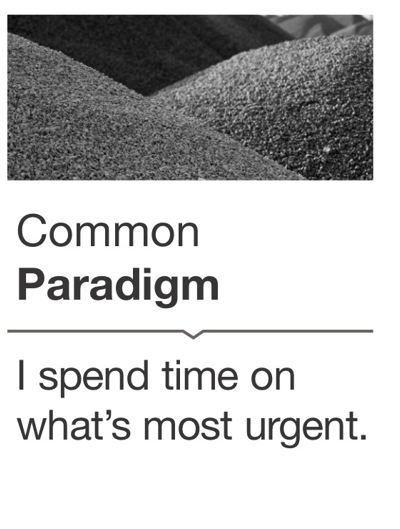 Common
Paradigm
I spend time on
what’s most urgent.